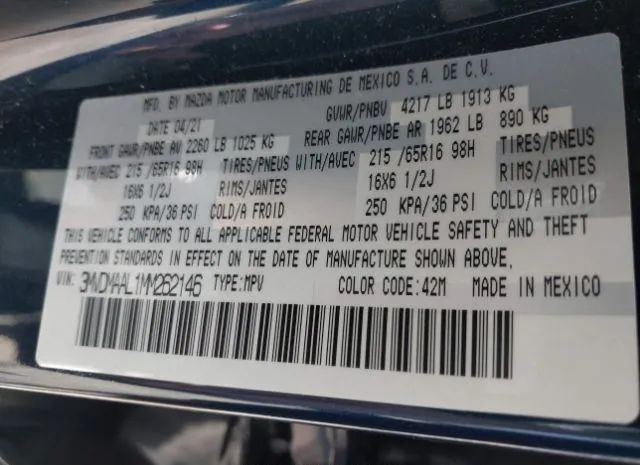 MFD. BY MAZDA MOTOR MANUFACTURING DE MEXICO S.A. DE C.V.
DATE 04/21 GVWR/PNBV 4217 LB 1913 KG
FRONT GAWR/PNBE AV 2260 LB 1025 KG REAR GAWR/PNBE AR 1962 LB 890 KG
WITH/AVEC 215 /65R16 98H TIRES/PNEUS WITH/AVEC 215 /65R16 98H TIRES/PNEUS
16X6 1/2J RIMS/JANTES 16X6 1/2J RIMS/JANTES
250 KPA/36 PSI COLD/A FROID 250 KPA/36 PSI COLD/A FROID
THIS VEHICLE CONFORMS TO ALL APPLICABLE FEDERAL MOTOR VEHICLE SAFETY AND THEFT
PREVENTION STANDARDS IN EFFECT ON THE DATE OF MANUFACTURE SHOWN ABOVE.
VIN: 3MVDMAAL1MM262146 TYPE:MPV COLOR CODE:42M MADE IN MEXICO